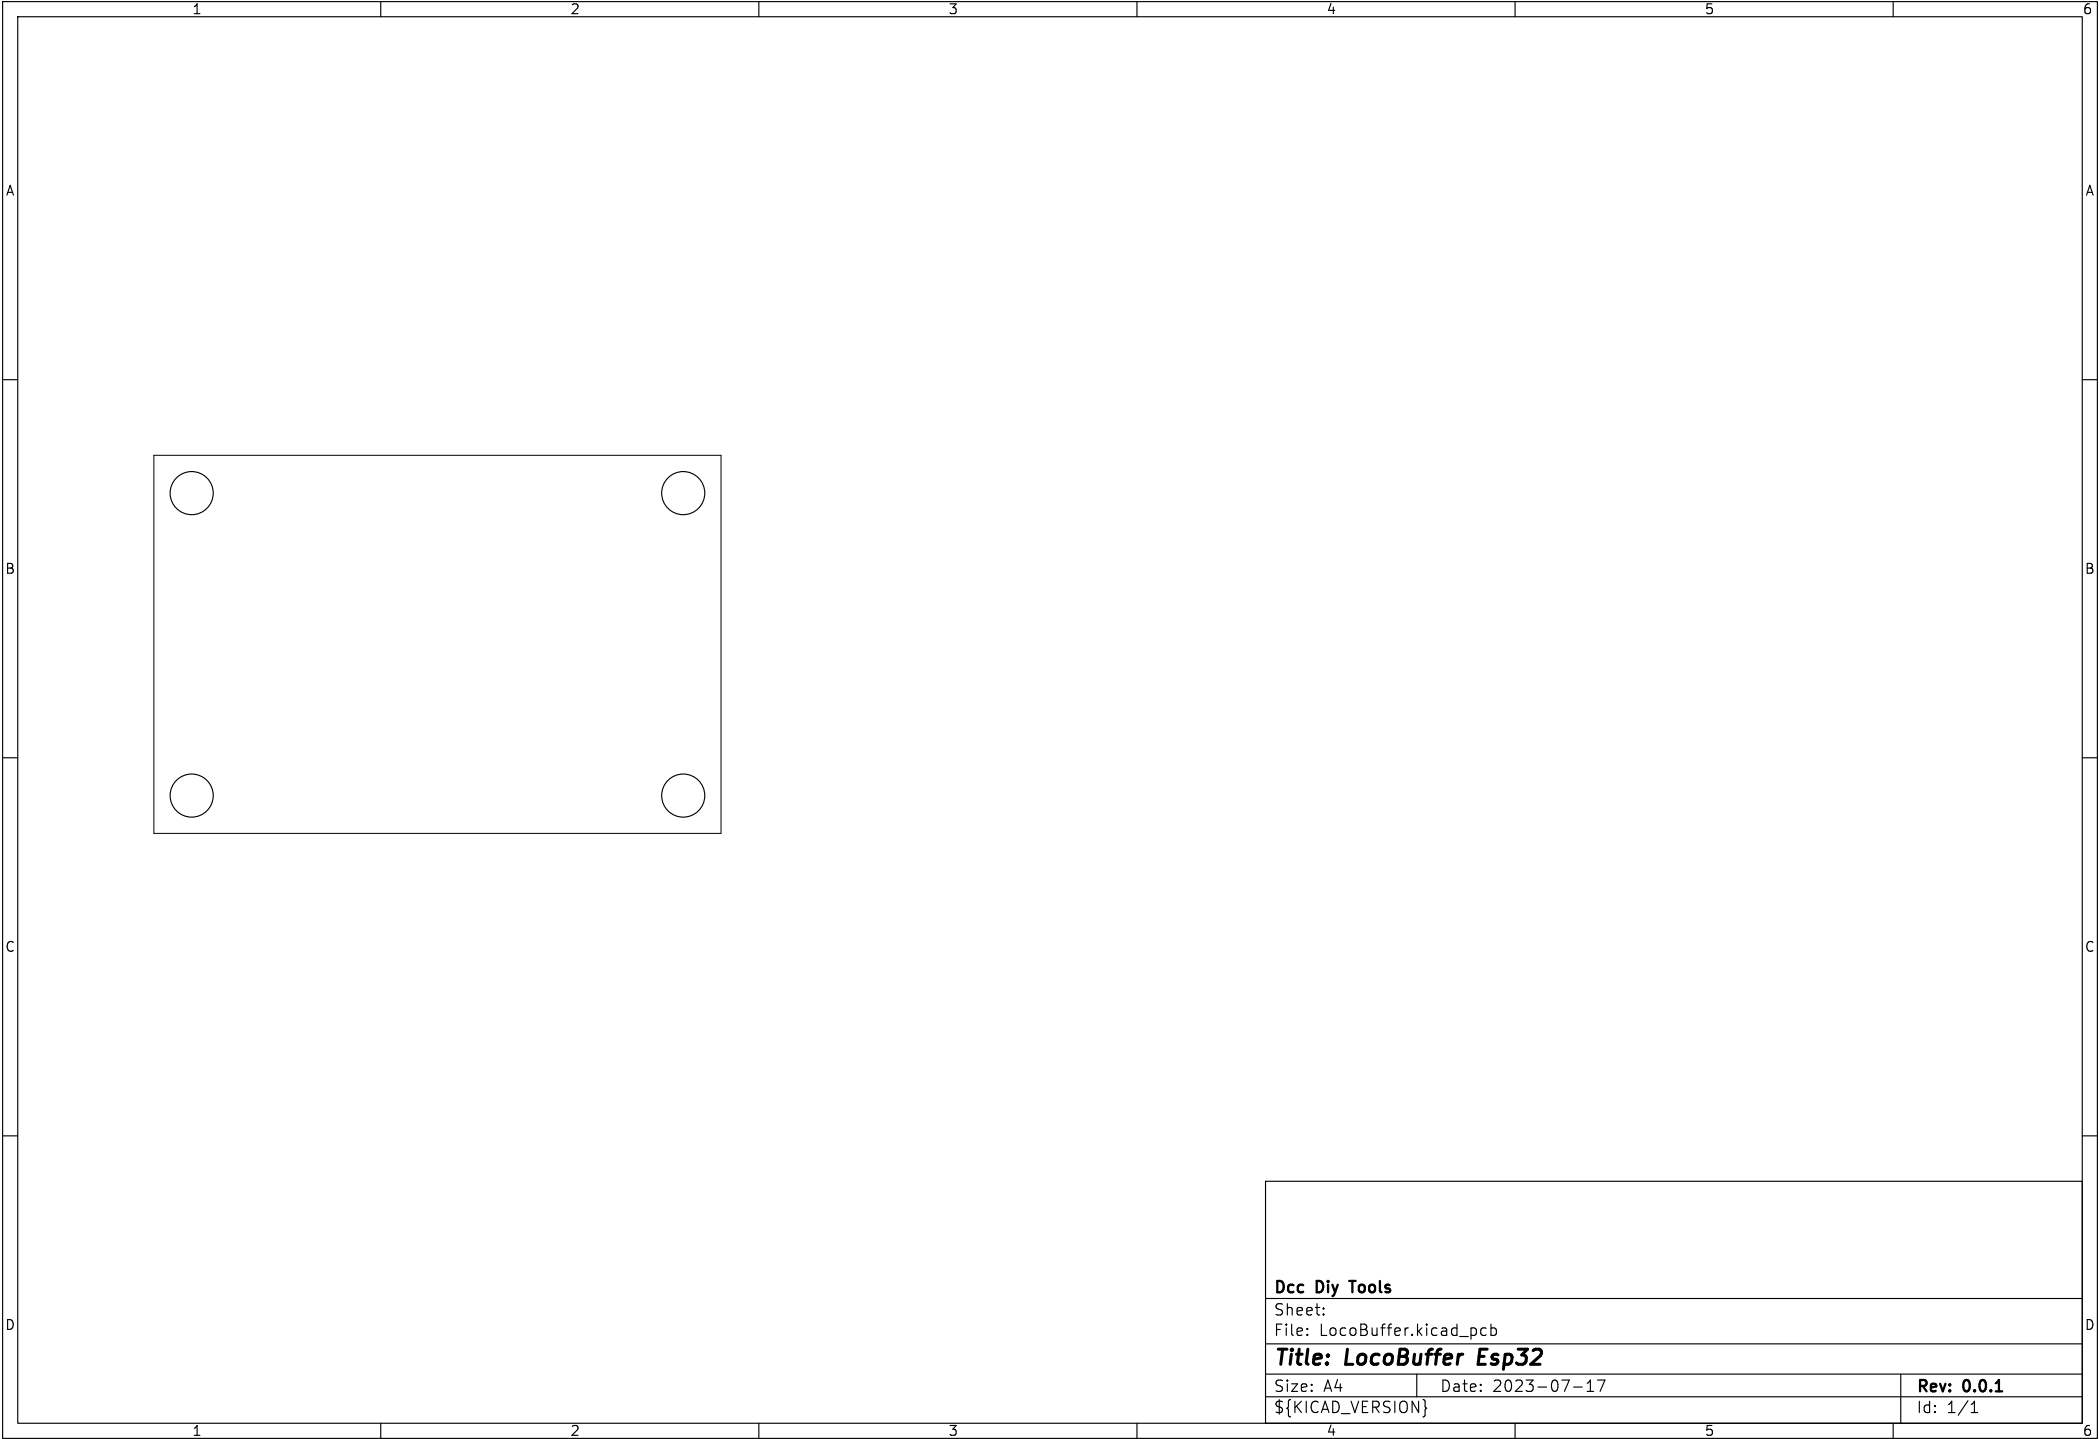 1 2 3 4 5 6
A A
B B
C C
Dcc Diy Tools
Sheet:
File: LocoBuffer.kicad_pcb
D D
Title: LocoBuffer Esp32
Size: A4 Date: 2023-07-17 Rev: 0.0.1
${KICAD_VERSION} Id: 1/1
1 2 3 4 5 6